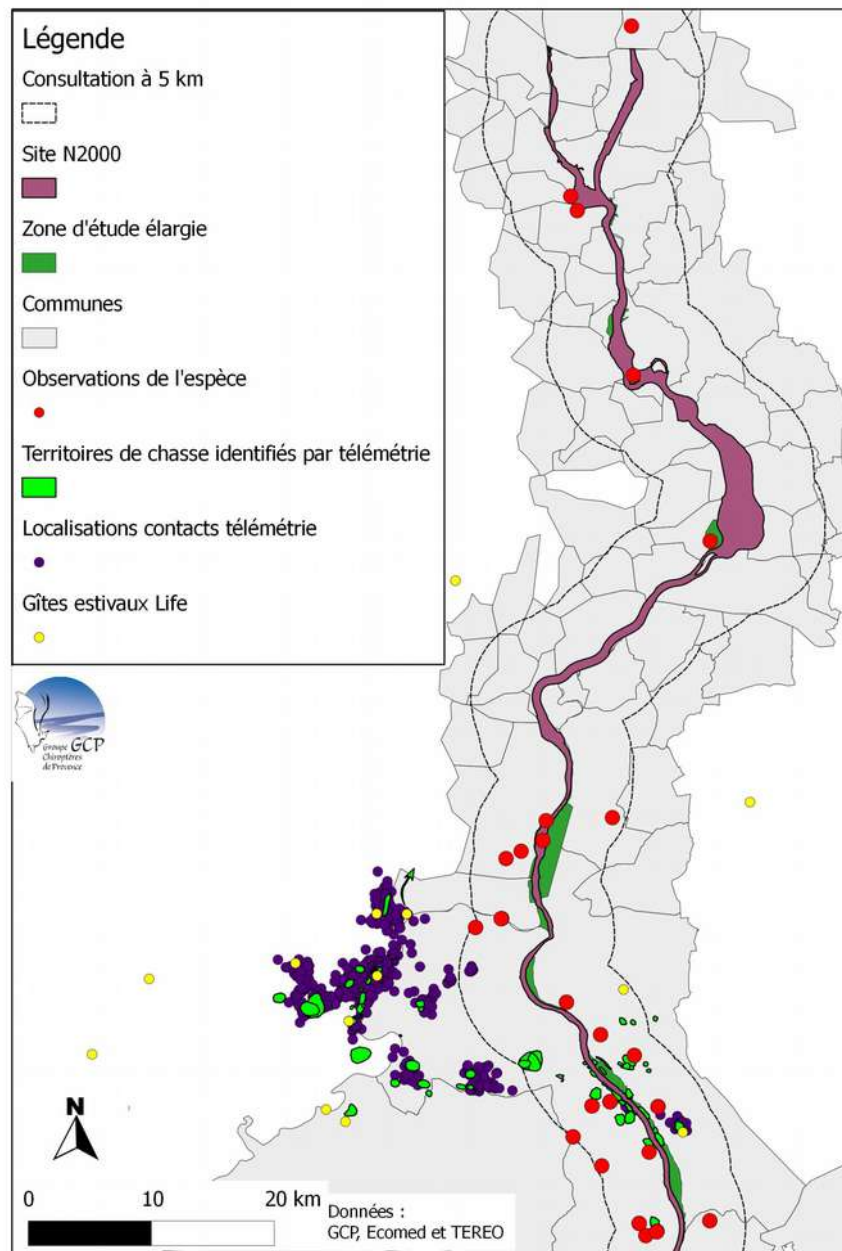 Légende
Consultation à 5 km
Site N2000
Zone d'étude élargie
Communes
Observations de l'espèce
Territoires de chasse identifiés par télémétrie
Localisations contacts télémétrie
Gîtes estivaux Life
Groupe GCP
Chiroptères
de Provence
N
0 10 20 km
Données :
GCP, Ecomed et TEREO